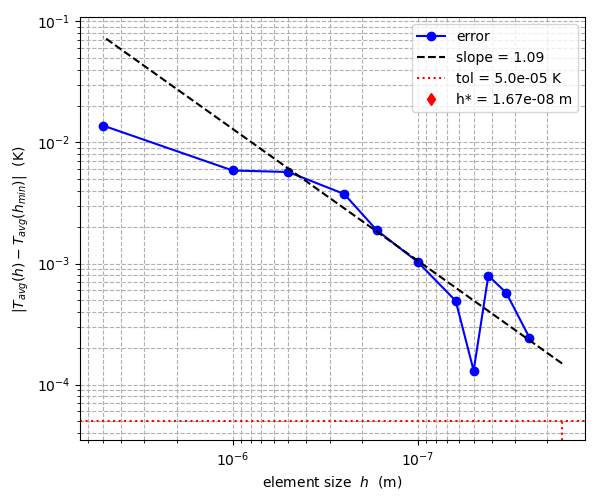 10⁻¹
10⁻²
10⁻³
10⁻⁴
|T_avg(h) − T_avg(h_min)| (K)
error
slope = 1.09
tol = 5.0e-05 K
h* = 1.67e-08 m
10⁻⁶ 10⁻⁷
element size h (m)